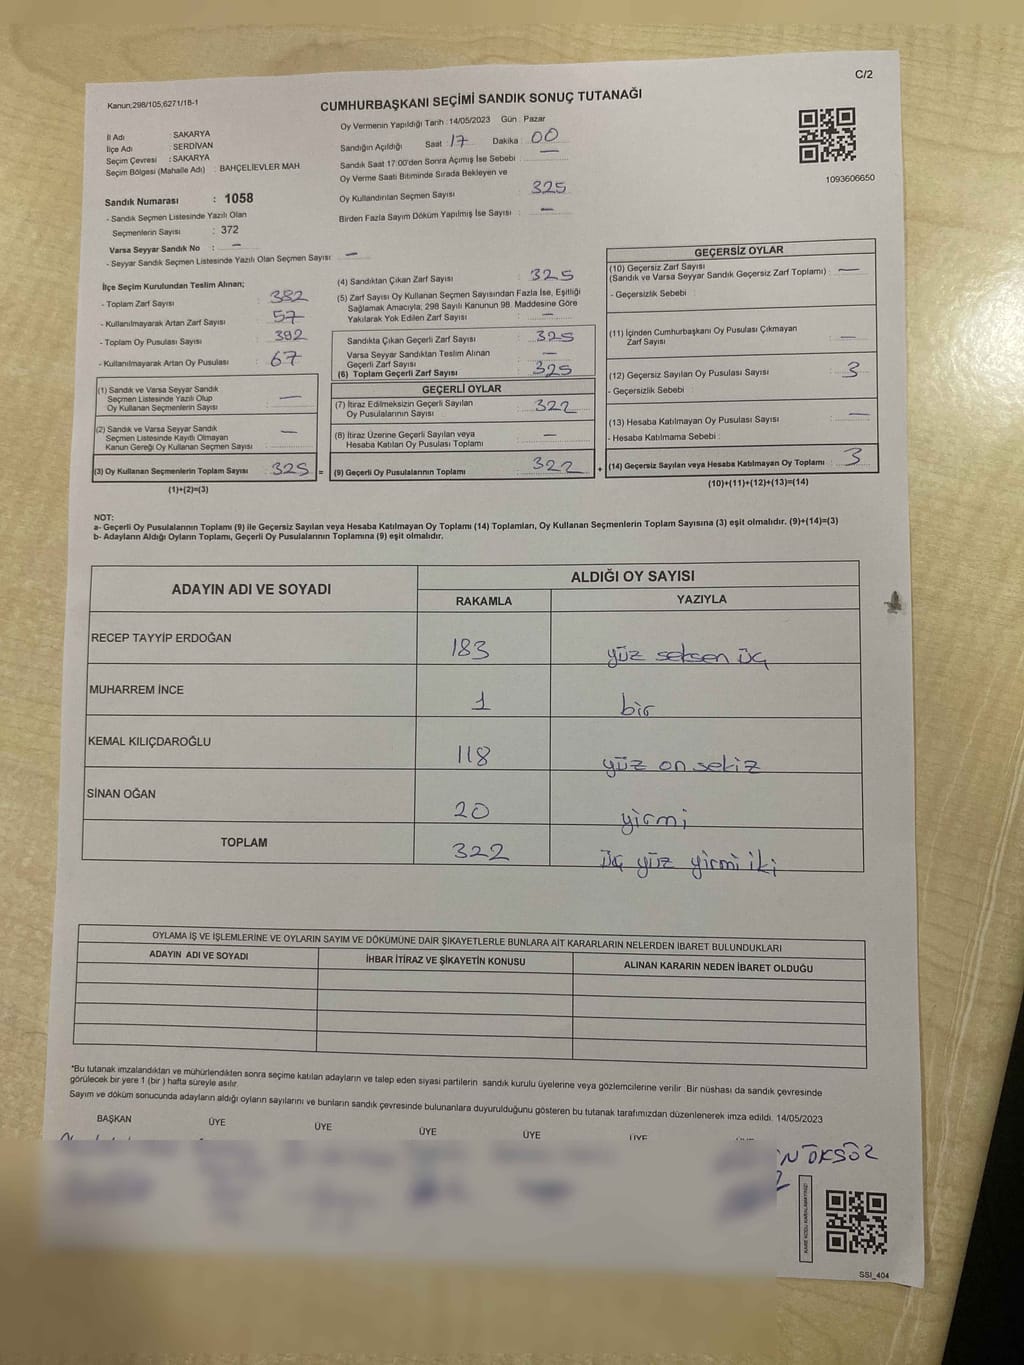 C/2
Kanun;298/105,6271/18-1
CUMHURBAŞKANI SEÇİMİ SANDIK SONUÇ TUTANAĞI
İl Adı : SAKARYA
İlçe Adı : SERDİVAN
Seçim Çevresi : SAKARYA
Seçim Bölgesi (Mahalle Adı) : BAHÇELİEVLER MAH
Oy Vermenin Yapıldığı Tarih : 14/05/2023 Gün : Pazar
Sandığın Açıldığı Saat : 17 Dakika : 00
Sandık Saat 17:00'den Sonra Açımış İse Sebebi : —
Oy Verme Saati Bitiminde Sırada Bekleyen ve
Oy Kullandırılan Seçmen Sayısı : 325
Birden Fazla Sayım Döküm Yapılmış İse Sayısı : —
1093606650
Sandık Numarası : 1058
- Sandık Seçmen Listesinde Yazılı Olan
Seçmenlerin Sayısı : 372
Varsa Seyyar Sandık No : —
- Seyyar Sandık Seçmen Listesinde Yazılı Olan Seçmen Sayısı: —
İlçe Seçim Kurulundan Teslim Alınan;
- Toplam Zarf Sayısı : 382
- Kullanılmayarak Artan Zarf Sayısı : 57
- Toplam Oy Pusulası Sayısı : 392
- Kullanılmayarak Artan Oy Pusulası : 67
(1) Sandık ve Varsa Seyyar Sandık
Seçmen Listesinde Yazılı Olup
Oy Kullanan Seçmenlerin Sayısı : —
(2) Sandık ve Varsa Seyyar Sandık
Seçmen Listesinde Kayıtlı Olmayan
Kanun Gereği Oy Kullanan Seçmen Sayısı : —
(3) Oy Kullanan Seçmenlerin Toplam Sayısı : 325 =
(1)+(2)=(3)
(4) Sandıktan Çıkan Zarf Sayısı : 325
(5) Zarf Sayısı Oy Kullanan Seçmen Sayısından Fazla İse, Eşitliği
Sağlamak Amacıyla; 298 Sayılı Kanunun 98. Maddesine Göre
Yakılarak Yok Edilen Zarf Sayısı : —
Sandıkta Çıkan Geçerli Zarf Sayısı : 325
Varsa Seyyar Sandıktan Teslim Alınan
Geçerli Zarf Sayısı : —
(6) Toplam Geçerli Zarf Sayısı : 325
GEÇERLİ OYLAR
(7) İtiraz Edilmeksizin Geçerli Sayılan
Oy Pusulalarının Sayısı : 322
(8) İtiraz Üzerine Geçerli Sayılan veya
Hesaba Katılan Oy Pusulası Toplamı : —
(9) Geçerli Oy Pusulalarının Toplamı : 322 +
GEÇERSİZ OYLAR
(10) Geçersiz Zarf Sayısı
(Sandık ve Varsa Seyyar Sandık Geçersiz Zarf Toplamı) : —
- Geçersizlik Sebebi :
(11) İçinden Cumhurbaşkanı Oy Pusulası Çıkmayan
Zarf Sayısı : —
(12) Geçersiz Sayılan Oy Pusulası Sayısı : 3
- Geçersizlik Sebebi :
(13) Hesaba Katılmayan Oy Pusulası Sayısı : —
- Hesaba Katılmama Sebebi :
(14) Geçersiz Sayılan veya Hesaba Katılmayan Oy Toplamı : 3
(10)+(11)+(12)+(13)=(14)
NOT:
a- Geçerli Oy Pusulalarının Toplamı (9) ile Geçersiz Sayılan veya Hesaba Katılmayan Oy Toplamı (14) Toplamları, Oy Kullanan Seçmenlerin Toplam Sayısına (3) eşit olmalıdır. (9)+(14)=(3)
b- Adayların Aldığı Oyların Toplamı, Geçerli Oy Pusulalarının Toplamına (9) eşit olmalıdır.
ADAYIN ADI VE SOYADI ALDIĞI OY SAYISI
RAKAMLA YAZIYLA
RECEP TAYYİP ERDOĞAN 183 yüz seksen üç
MUHARREM İNCE 1 bir
KEMAL KILIÇDAROĞLU 118 yüz on sekiz
SİNAN OĞAN 20 yirmi
TOPLAM 322 üç yüz yirmi iki
OYLAMA İŞ VE İŞLEMLERİNE VE OYLARIN SAYIM VE DÖKÜMÜNE DAİR ŞİKAYETLERLE BUNLARA AİT KARARLARIN NELERDEN İBARET BULUNDUKLARI
ADAYIN ADI VE SOYADI İHBAR İTİRAZ VE ŞİKAYETİN KONUSU ALINAN KARARIN NEDEN İBARET OLDUĞU
*Bu tutanak imzalandıktan ve mühürlendikten sonra seçime katılan adayların ve talep eden siyasi partilerin sandık kurulu üyelerine veya gözlemcilerine verilir. Bir nüshası da sandık çevresinde
görülecek bir yere 1 (bir ) hafta süreyle asılır.
Sayım ve döküm sonucunda adayların aldığı oyların sayılarını ve bunların sandık çevresinde bulunanlara duyurulduğunu gösteren bu tutanak tarafımızdan düzenlenerek imza edildi. 14/05/2023
BAŞKAN ÜYE ÜYE ÜYE ÜYE ÜYE
N ÖKSÖZ
SSI_404